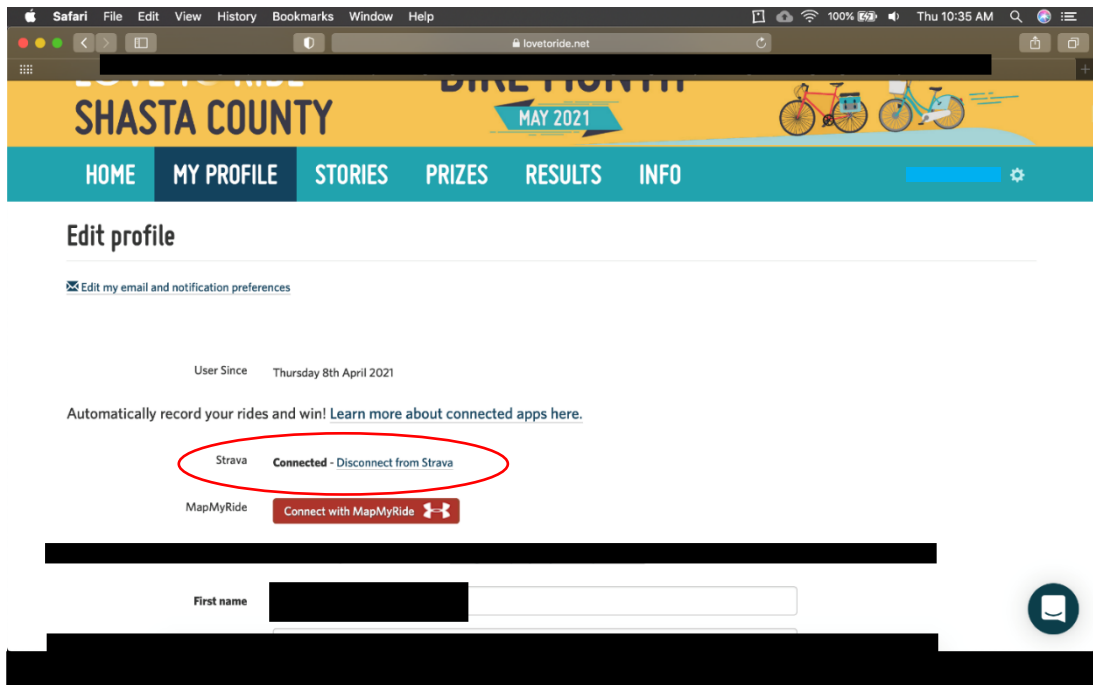 Safari File Edit View History Bookmarks Window Help 100% Thu 10:35 AM
lovetoride.net
SHASTA COUNTY
MAY 2021
HOME MY PROFILE STORIES PRIZES RESULTS INFO
Edit profile
Edit my email and notification preferences
User Since Thursday 8th April 2021
Automatically record your rides and win! Learn more about connected apps here.
Strava Connected - Disconnect from Strava
MapMyRide Connect with MapMyRide
First name